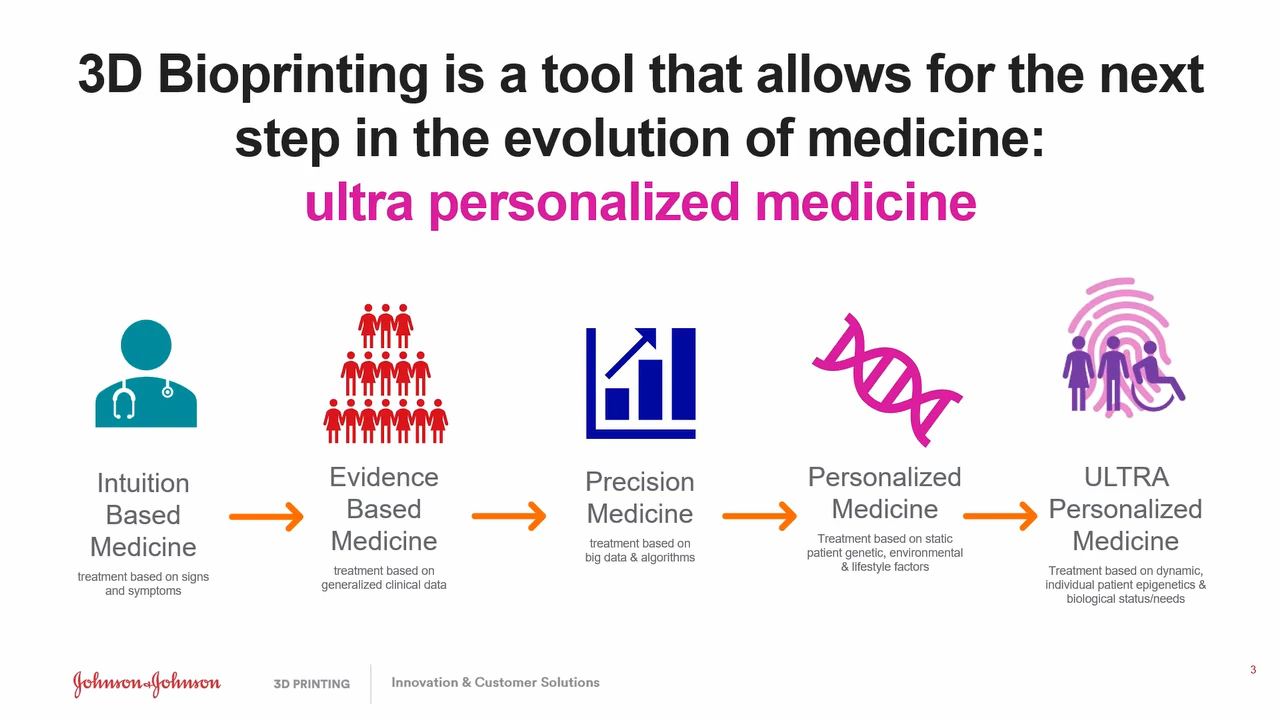 3D Bioprinting is a tool that allows for the next
step in the evolution of medicine:
ultra personalized medicine
Intuition
Based
Medicine
treatment based on signs
and symptoms
Evidence
Based
Medicine
treatment based on
generalized clinical data
Precision
Medicine
treatment based on
big data & algorithms
Personalized
Medicine
Treatment based on static
patient genetic, environmental
& lifestyle factors
ULTRA
Personalized
Medicine
Treatment based on dynamic,
individual patient epigenetics &
biological status/needs
Johnson & Johnson
3D PRINTING
Innovation & Customer Solutions
3